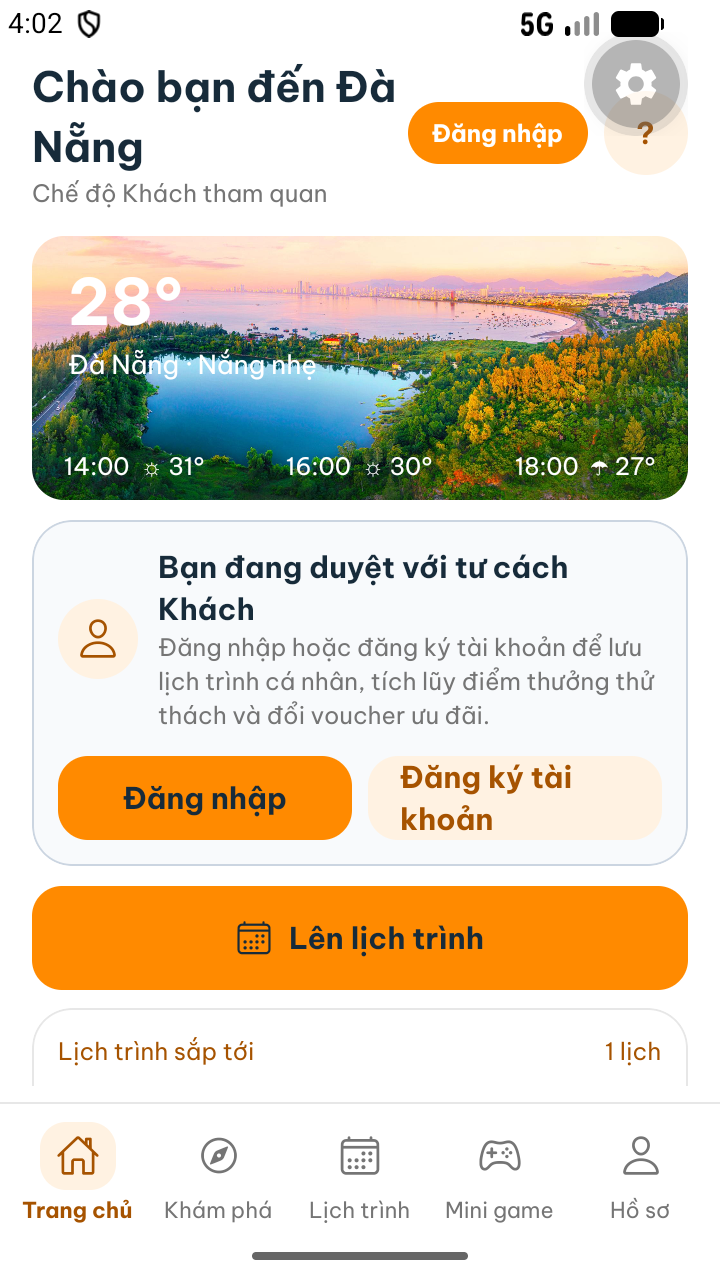 4:02
5G
Chào bạn đến Đà
Nẵng
Đăng nhập
?
Chế độ Khách tham quan
28°
Đà Nẵng · Nắng nhẹ
14:00 ☼ 31°
16:00 ☼ 30°
18:00 ☂ 27°
Bạn đang duyệt với tư cách
Khách
Đăng nhập hoặc đăng ký tài khoản để lưu
lịch trình cá nhân, tích lũy điểm thưởng thử
thách và đổi voucher ưu đãi.
Đăng nhập
Đăng ký tài
khoản
Lên lịch trình
Lịch trình sắp tới
1 lịch
Trang chủ
Khám phá
Lịch trình
Mini game
Hồ sơ